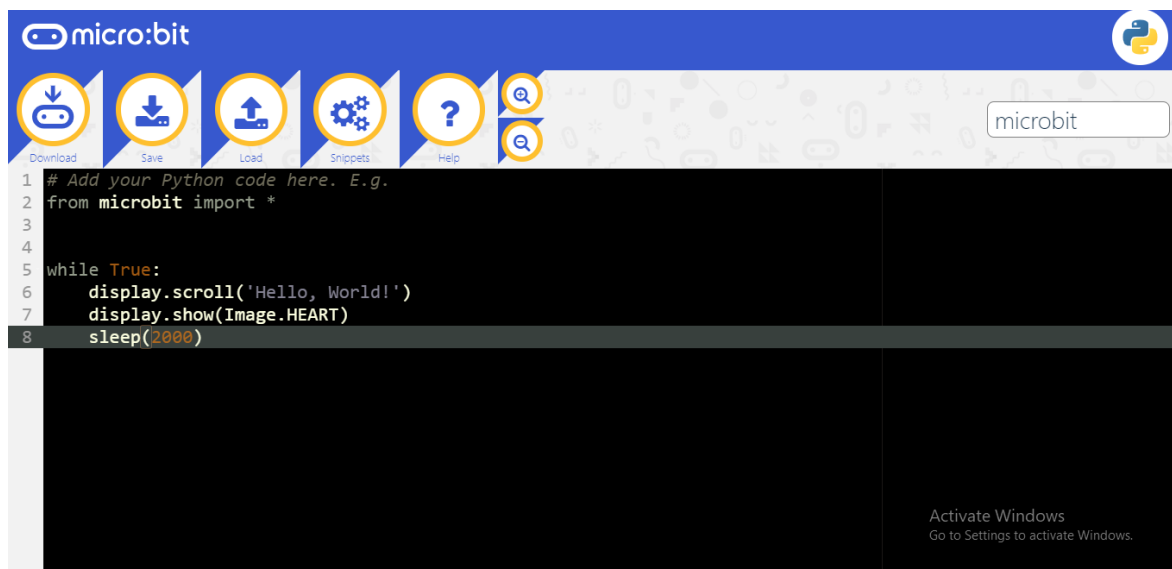 micro:bit
Download Save Load Snippets ? Help
microbit
1 # Add your Python code here. E.g.
2 from microbit import *
3
4
5 while True:
6     display.scroll('Hello, World!')
7     display.show(Image.HEART)
8     sleep(2000)
Activate Windows
Go to Settings to activate Windows.